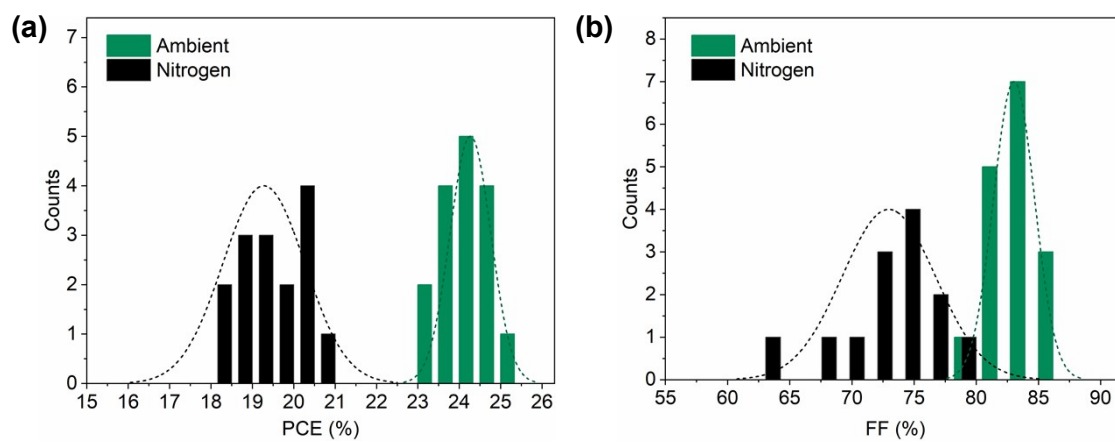 (a)
Ambient
Nitrogen
Counts
7
6
5
4
3
2
1
0
15 16 17 18 19 20 21 22 23 24 25 26
PCE (%)
(b)
Ambient
Nitrogen
Counts
8
7
6
5
4
3
2
1
0
55 60 65 70 75 80 85 90
FF (%)